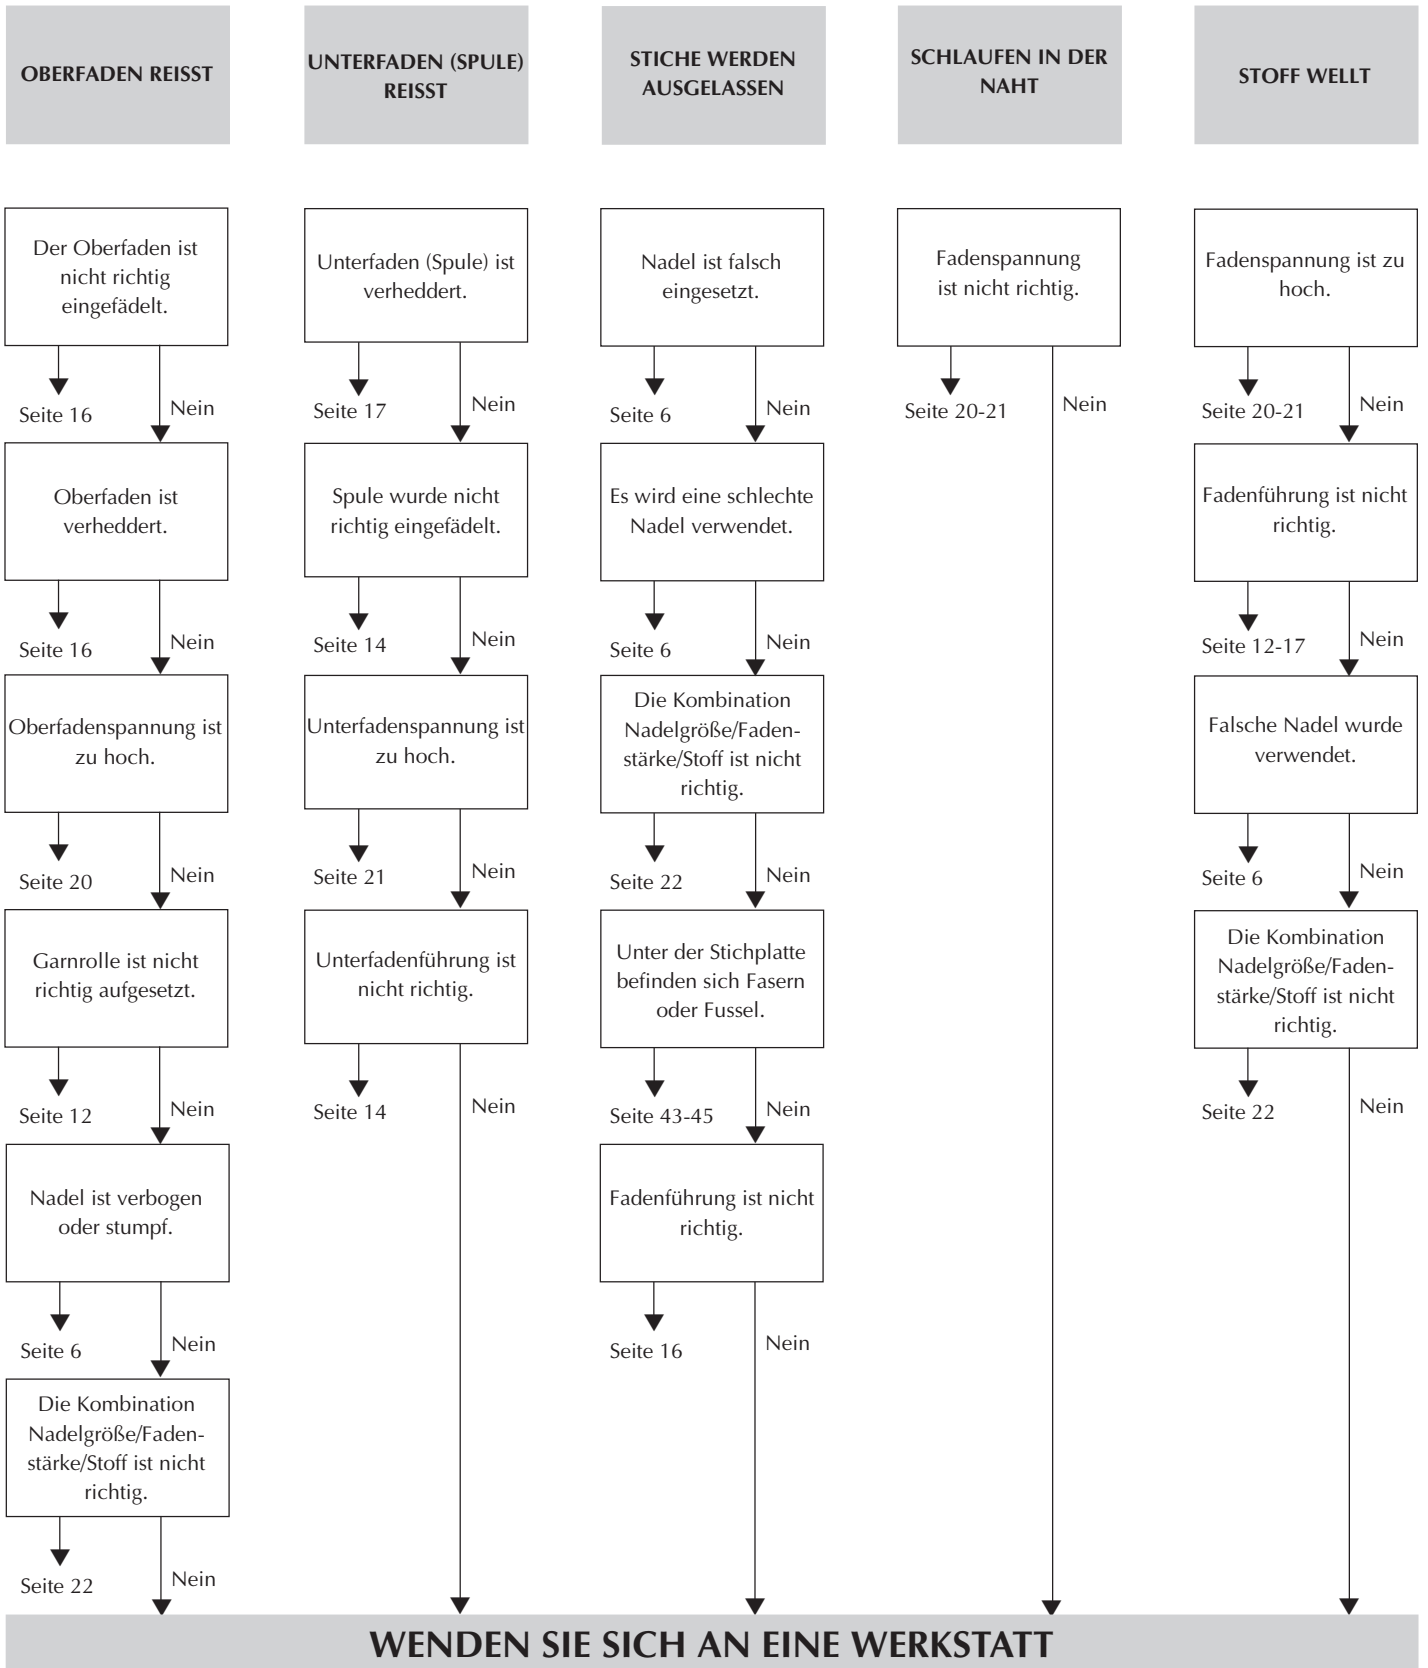 OBERFADEN REISST
Der Oberfaden ist
nicht richtig
eingefädelt.
Seite 16
Nein
Oberfaden ist
verheddert.
Seite 16
Nein
Oberfadenspannung ist
zu hoch.
Seite 20
Nein
Garnrolle ist nicht
richtig aufgesetzt.
Seite 12
Nein
Nadel ist verbogen
oder stumpf.
Seite 6
Nein
Die Kombination
Nadelgröße/Faden-
stärke/Stoff ist nicht
richtig.
Seite 22
Nein
UNTERFADEN (SPULE)
REISST
Unterfaden (Spule) ist
verheddert.
Seite 17
Nein
Spule wurde nicht
richtig eingefädelt.
Seite 14
Nein
Unterfadenspannung ist
zu hoch.
Seite 21
Nein
Unterfadenführung ist
nicht richtig.
Seite 14
Nein
STICHE WERDEN
AUSGELASSEN
Nadel ist falsch
eingesetzt.
Seite 6
Nein
Es wird eine schlechte
Nadel verwendet.
Seite 6
Nein
Die Kombination
Nadelgröße/Faden-
stärke/Stoff ist nicht
richtig.
Seite 22
Nein
Unter der Stichplatte
befinden sich Fasern
oder Fussel.
Seite 43-45
Nein
Fadenführung ist nicht
richtig.
Seite 16
Nein
SCHLAUFEN IN DER
NAHT
Fadenspannung
ist nicht richtig.
Seite 20-21
Nein
STOFF WELLT
Fadenspannung ist zu
hoch.
Seite 20-21
Nein
Fadenführung ist nicht
richtig.
Seite 12-17
Nein
Falsche Nadel wurde
verwendet.
Seite 6
Nein
Die Kombination
Nadelgröße/Faden-
stärke/Stoff ist nicht
richtig.
Seite 22
Nein
WENDEN SIE SICH AN EINE WERKSTATT